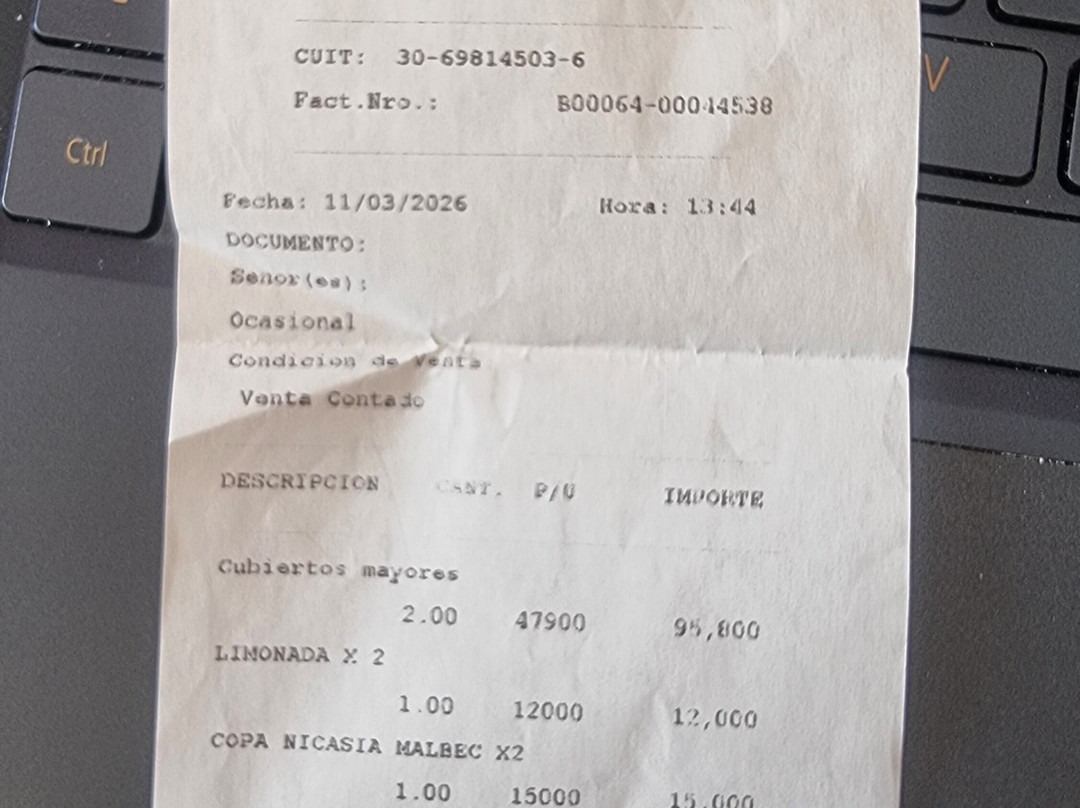 CUIT: 30-69814503-6
Fact.Nro.: B00064-00044538
Fecha: 11/03/2026 Hora: 13:44
DOCUMENTO:
Senor(es):
Ocasional
Condicion de Venta
Venta Contado
DESCRIPCION CANT. P/U IMPORTE
Cubiertos mayores
2.00 47900 95,800
LIMONADA X 2
1.00 12000 12,000
COPA NICASIA MALBEC X2
1.00 15000 15,000
Ctrl
V